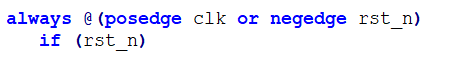 always @(posedge clk or negedge rst_n)
if (rst_n)